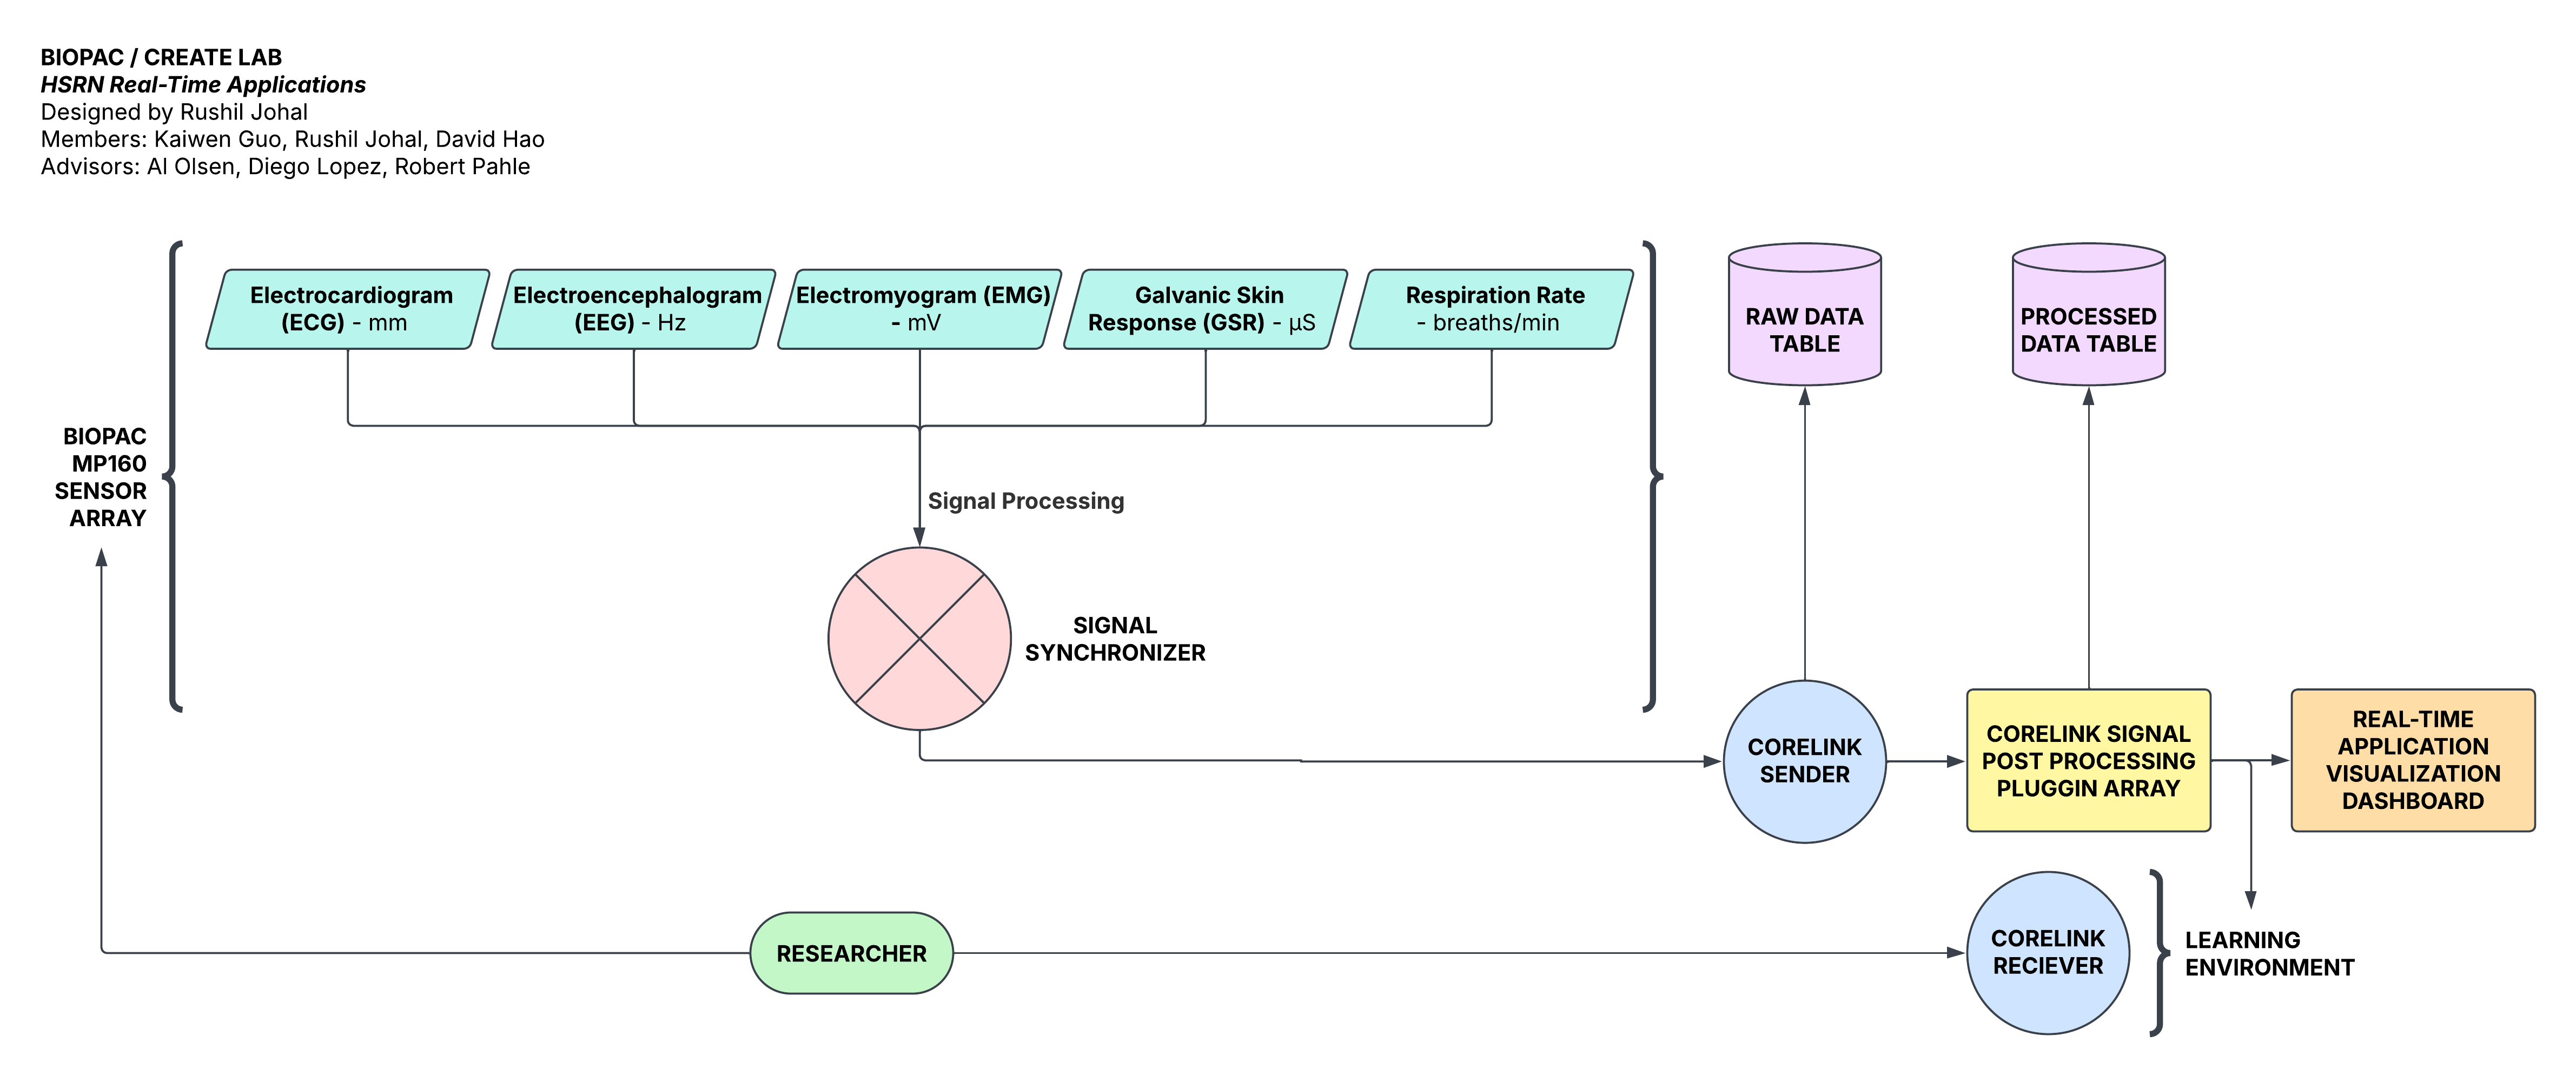 BIOPAC / CREATE LAB
HSRN Real-Time Applications
Designed by Rushil Johal
Members: Kaiwen Guo, Rushil Johal, David Hao
Advisors: Al Olsen, Diego Lopez, Robert Pahle
Electrocardiogram
(ECG) - mm
Electroencephalogram
(EEG) - Hz
Electromyogram (EMG)
- mV
Galvanic Skin
Response (GSR) - µS
Respiration Rate
- breaths/min
RAW DATA
TABLE
PROCESSED
DATA TABLE
BIOPAC
MP160
SENSOR
ARRAY
Signal Processing
SIGNAL
SYNCHRONIZER
CORELINK
SENDER
CORELINK SIGNAL
POST PROCESSING
PLUGGIN ARRAY
REAL-TIME
APPLICATION
VISUALIZATION
DASHBOARD
RESEARCHER
CORELINK
RECIEVER
LEARNING
ENVIRONMENT